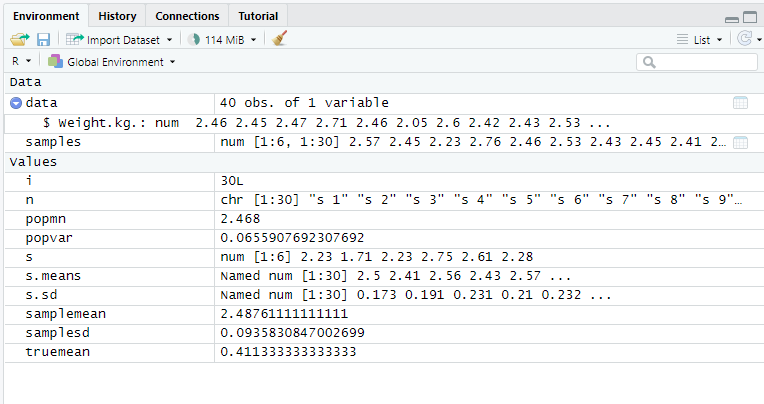 Environment History Connections Tutorial
Import Dataset 114 MiB List
R Global Environment
Data
data 40 obs. of 1 variable
$ Weight.kg.: num 2.46 2.45 2.47 2.71 2.46 2.05 2.6 2.42 2.43 2.53 ...
samples num [1:6, 1:30] 2.57 2.45 2.23 2.76 2.46 2.53 2.43 2.45 2.41 2…
Values
i 30L
n chr [1:30] "s 1" "s 2" "s 3" "s 4" "s 5" "s 6" "s 7" "s 8" "s 9"…
popmn 2.468
popvar 0.0655907692307692
s num [1:6] 2.23 1.71 2.23 2.75 2.61 2.28
s.means Named num [1:30] 2.5 2.41 2.56 2.43 2.57 ...
s.sd Named num [1:30] 0.173 0.191 0.231 0.21 0.232 ...
samplemean 2.48761111111111
samplesd 0.0935830847002699
truemean 0.411333333333333